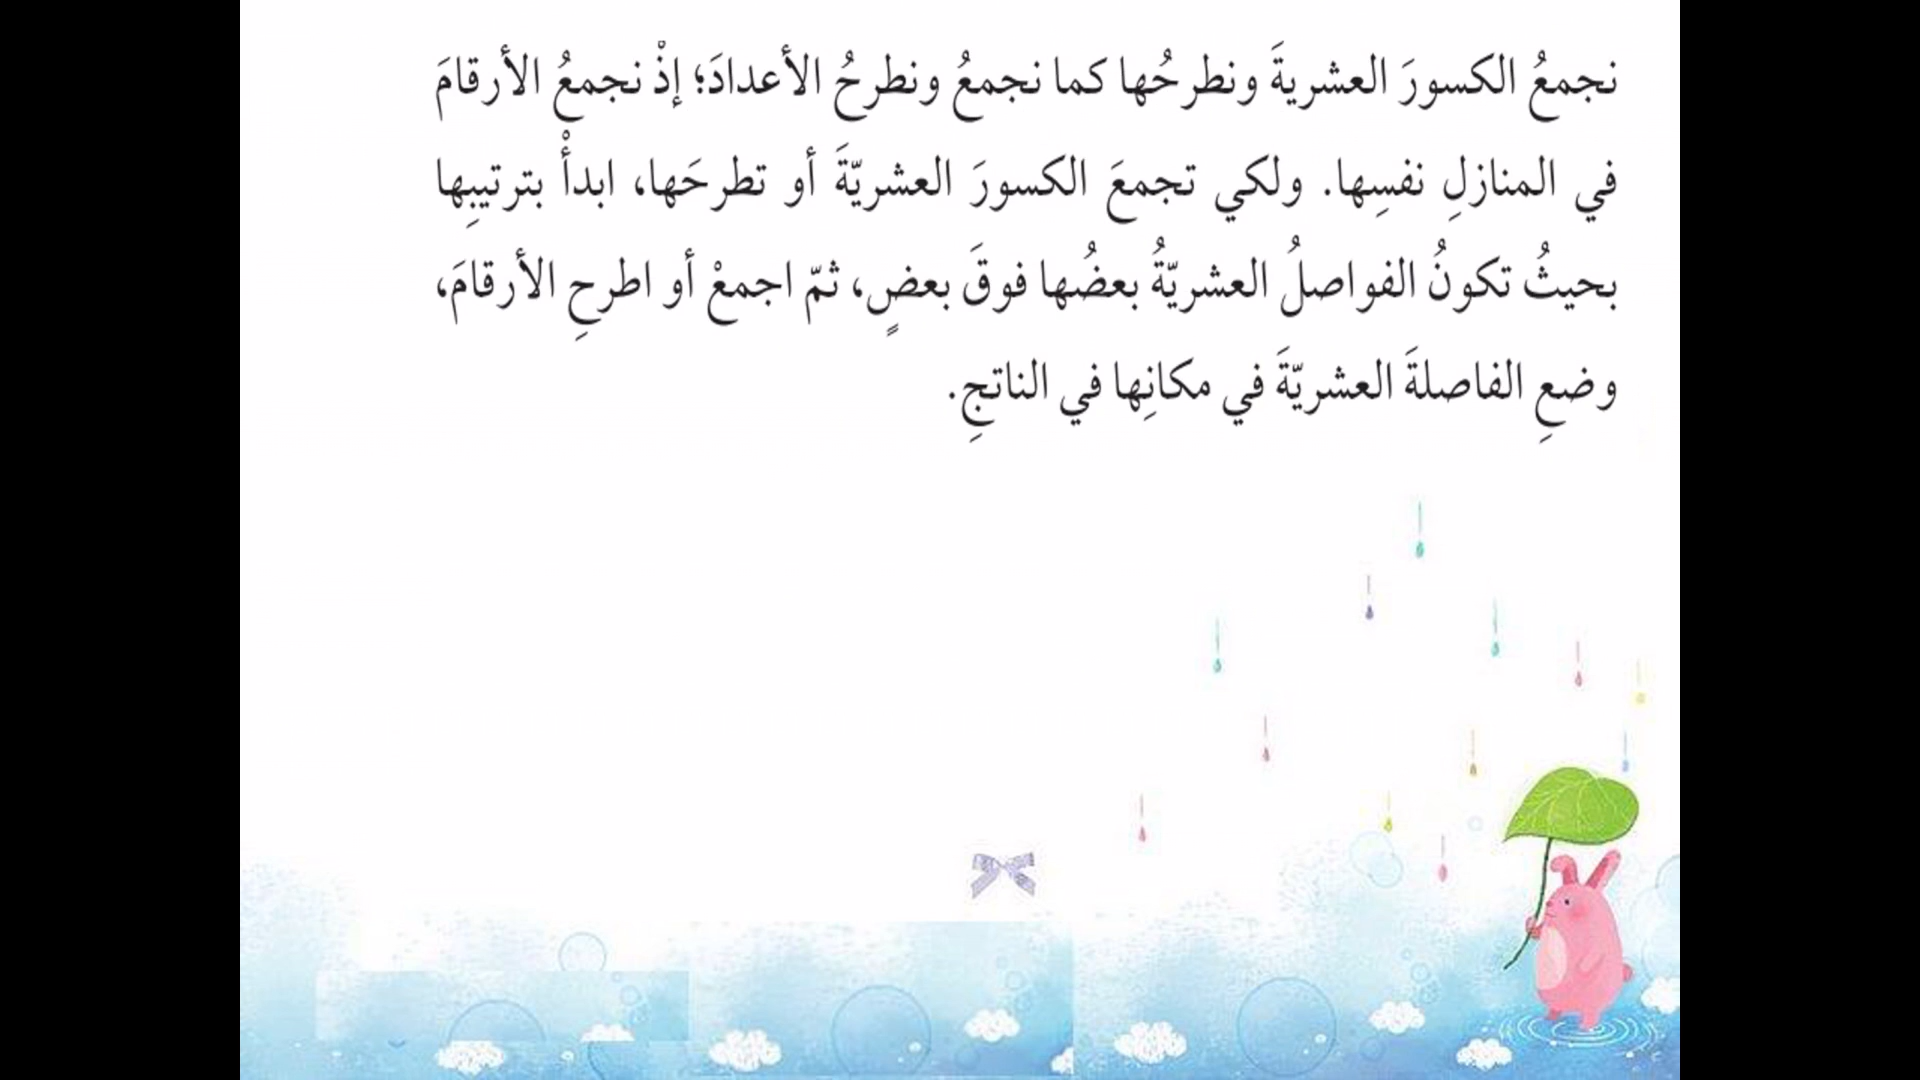 نجمعُ الكسورَ العشريةَ ونطرحُها كما نجمعُ ونطرحُ الأعدادَ؛ إذْ نجمعُ الأرقامَ
في المنازلِ نفسِها. ولكي تجمعَ الكسورَ العشريّةَ أو تطرحَها، ابدأْ بترتيبِها
بحيثُ تكونُ الفواصلُ العشريّةُ بعضُها فوقَ بعضٍ، ثمّ اجمعْ أو اطرحِ الأرقامَ،
وضعِ الفاصلةَ العشريّةَ في مكانِها في الناتجِ.